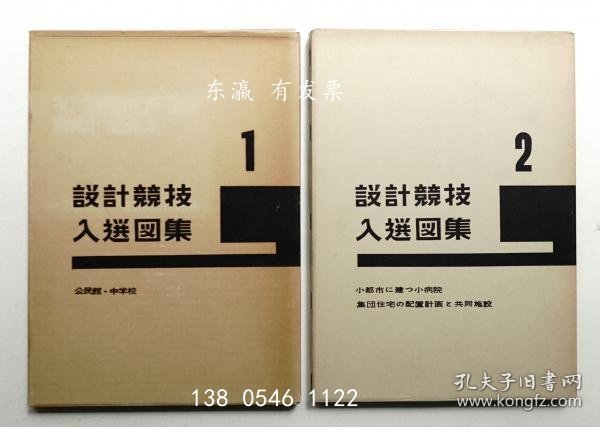 东瀛 有发票
1
設計競技
入選図集
公民館・中学校
2
設計競技
入選図集
小都市に建つ小病院
集団住宅の配置計画と共同施設
138 0546 1122
孔夫子旧书网
www.kongfz.com